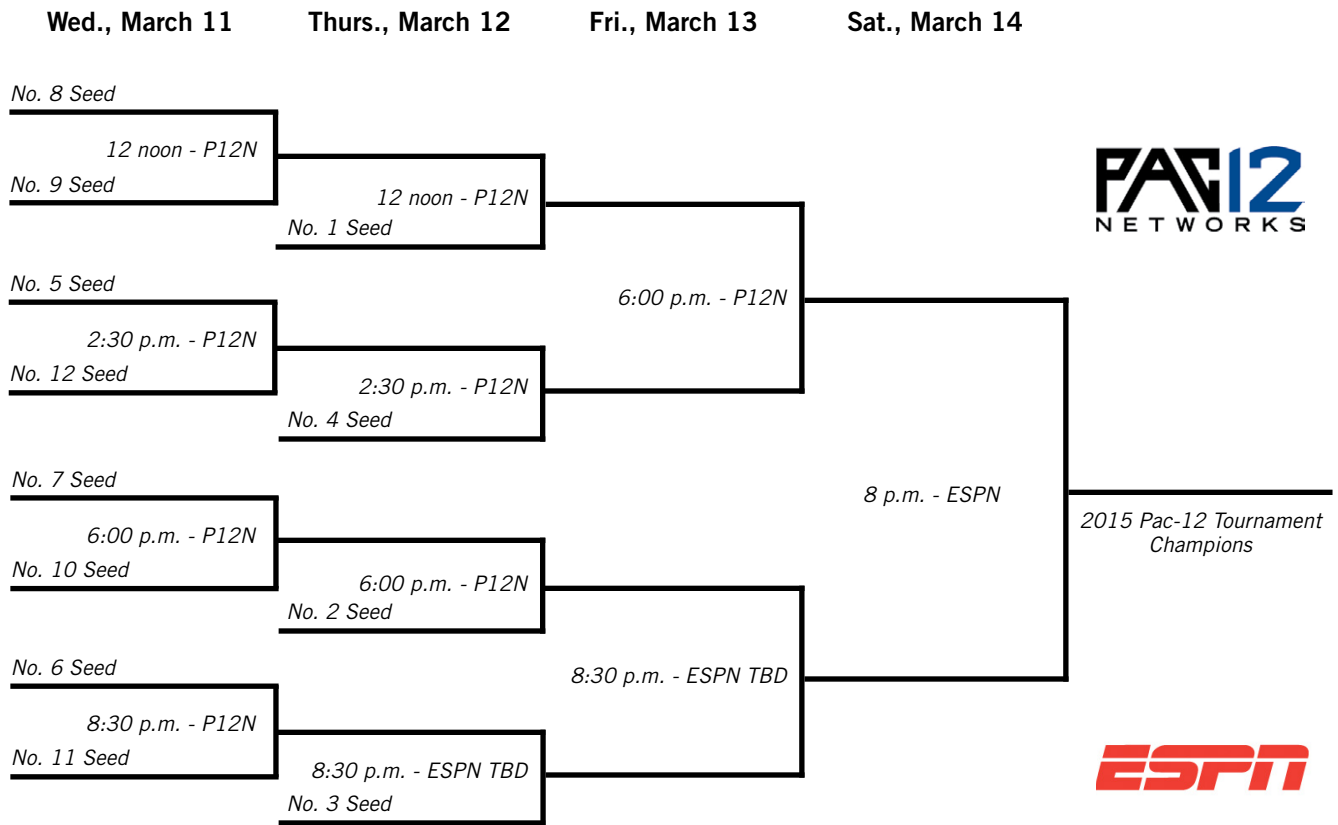 Wed., March 11
Thurs., March 12
Fri., March 13
Sat., March 14
No. 8 Seed
12 noon - P12N
No. 9 Seed
12 noon - P12N
No. 1 Seed
No. 5 Seed
2:30 p.m. - P12N
No. 12 Seed
2:30 p.m. - P12N
No. 4 Seed
6:00 p.m. - P12N
No. 7 Seed
6:00 p.m. - P12N
No. 10 Seed
6:00 p.m. - P12N
No. 2 Seed
No. 6 Seed
8:30 p.m. - P12N
No. 11 Seed
8:30 p.m. - ESPN TBD
No. 3 Seed
8:30 p.m. - ESPN TBD
8 p.m. - ESPN
2015 Pac-12 Tournament
Champions
PAC12
NETWORKS
ESPN